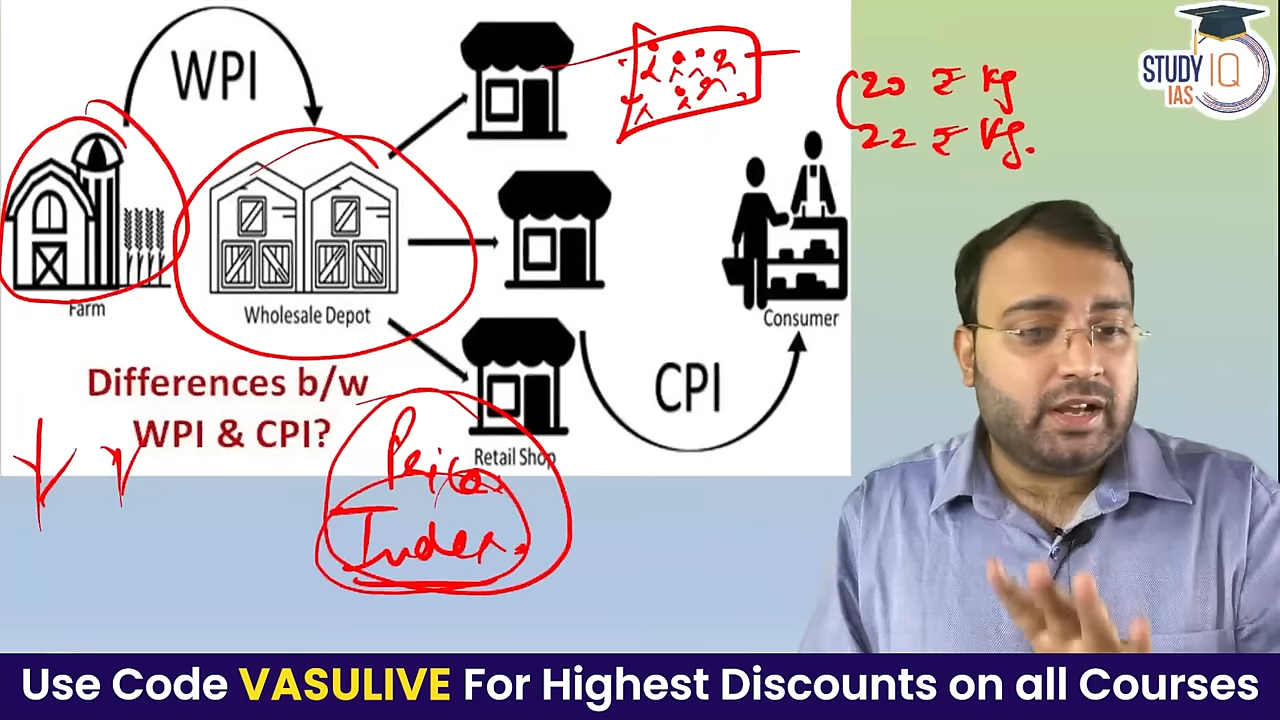 WPI
20 ₹ kg
22 ₹ kg.
STUDY IQ
IAS
Farm
Wholesale Depot
Consumer
Differences b/w
WPI & CPI?
CPI
Retail Shop
Price
Index.
Use Code VASULIVE For Highest Discounts on all Courses